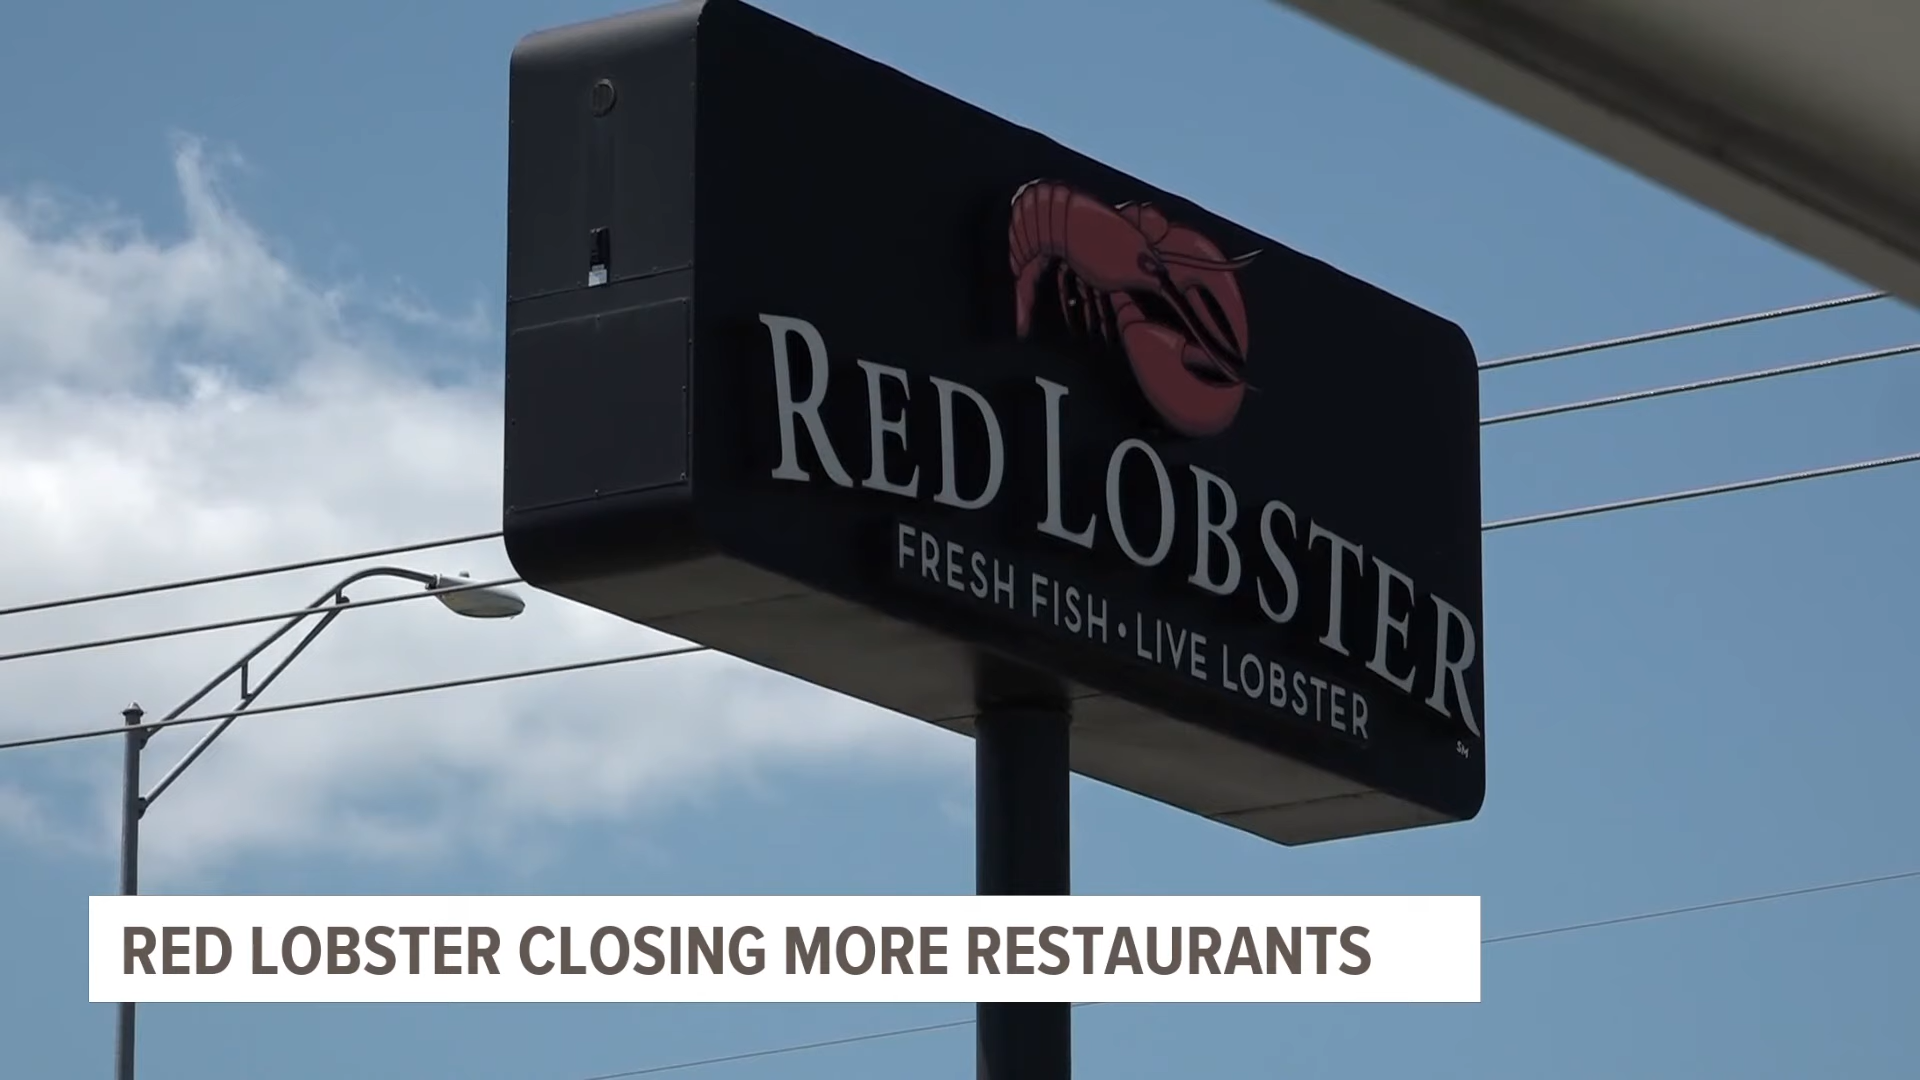 RED LOBSTER
FRESH FISH • LIVE LOBSTER
SM
RED LOBSTER CLOSING MORE RESTAURANTS